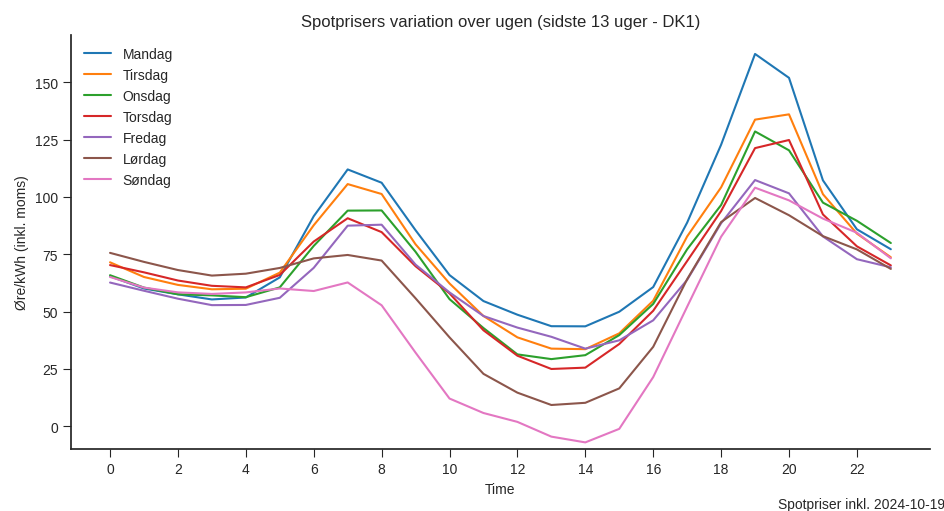 Spotprisers variation over ugen (sidste 13 uger - DK1)
Mandag
Tirsdag
Onsdag
Torsdag
Fredag
Lørdag
Søndag
Øre/kWh (inkl. moms)
150
125
100
75
50
25
0
0 2 4 6 8 10 12 14 16 18 20 22
Time
Spotpriser inkl. 2024-10-19